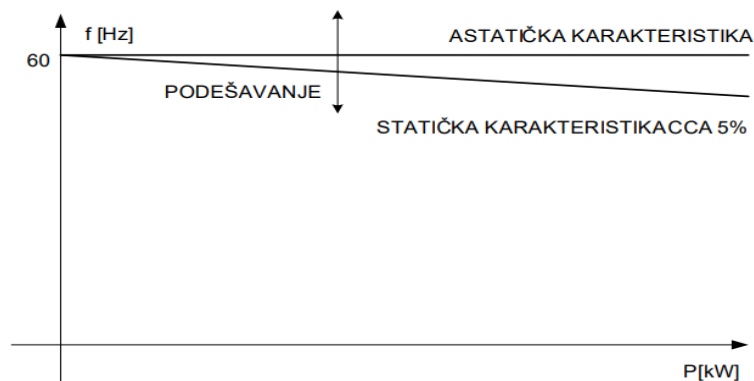 f [Hz]
ASTATIČKA KARAKTERISTIKA
60
PODEŠAVANJE
STATIČKA KARAKTERISTIKACCA 5%
P[kW]